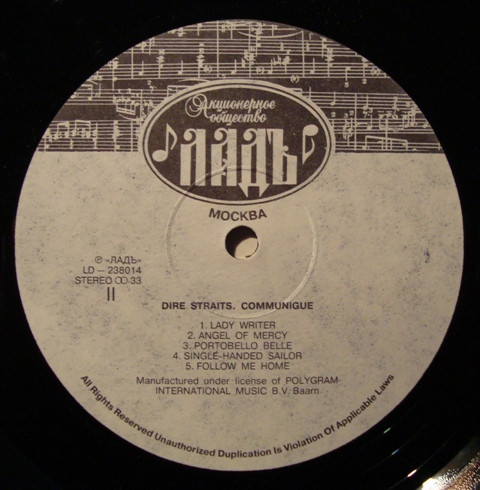 Акционерное
общество
ЛАДЪ
МОСКВА
℗ «ЛАДЪ»
LD — 238014
STEREO 33
II
DIRE STRAITS. COMMUNIGUE
1. LADY WRITER
2. ANGEL OF MERCY
3. PORTOBELLO BELLE
4. SINGLE-HANDED SAILOR
5. FOLLOW ME HOME
Manufactured under license of POLYGRAM
INTERNATIONAL MUSIC B.V. Baarn
All Rights Reserved Unauthorized Duplication Is Violation Of Applicable Laws